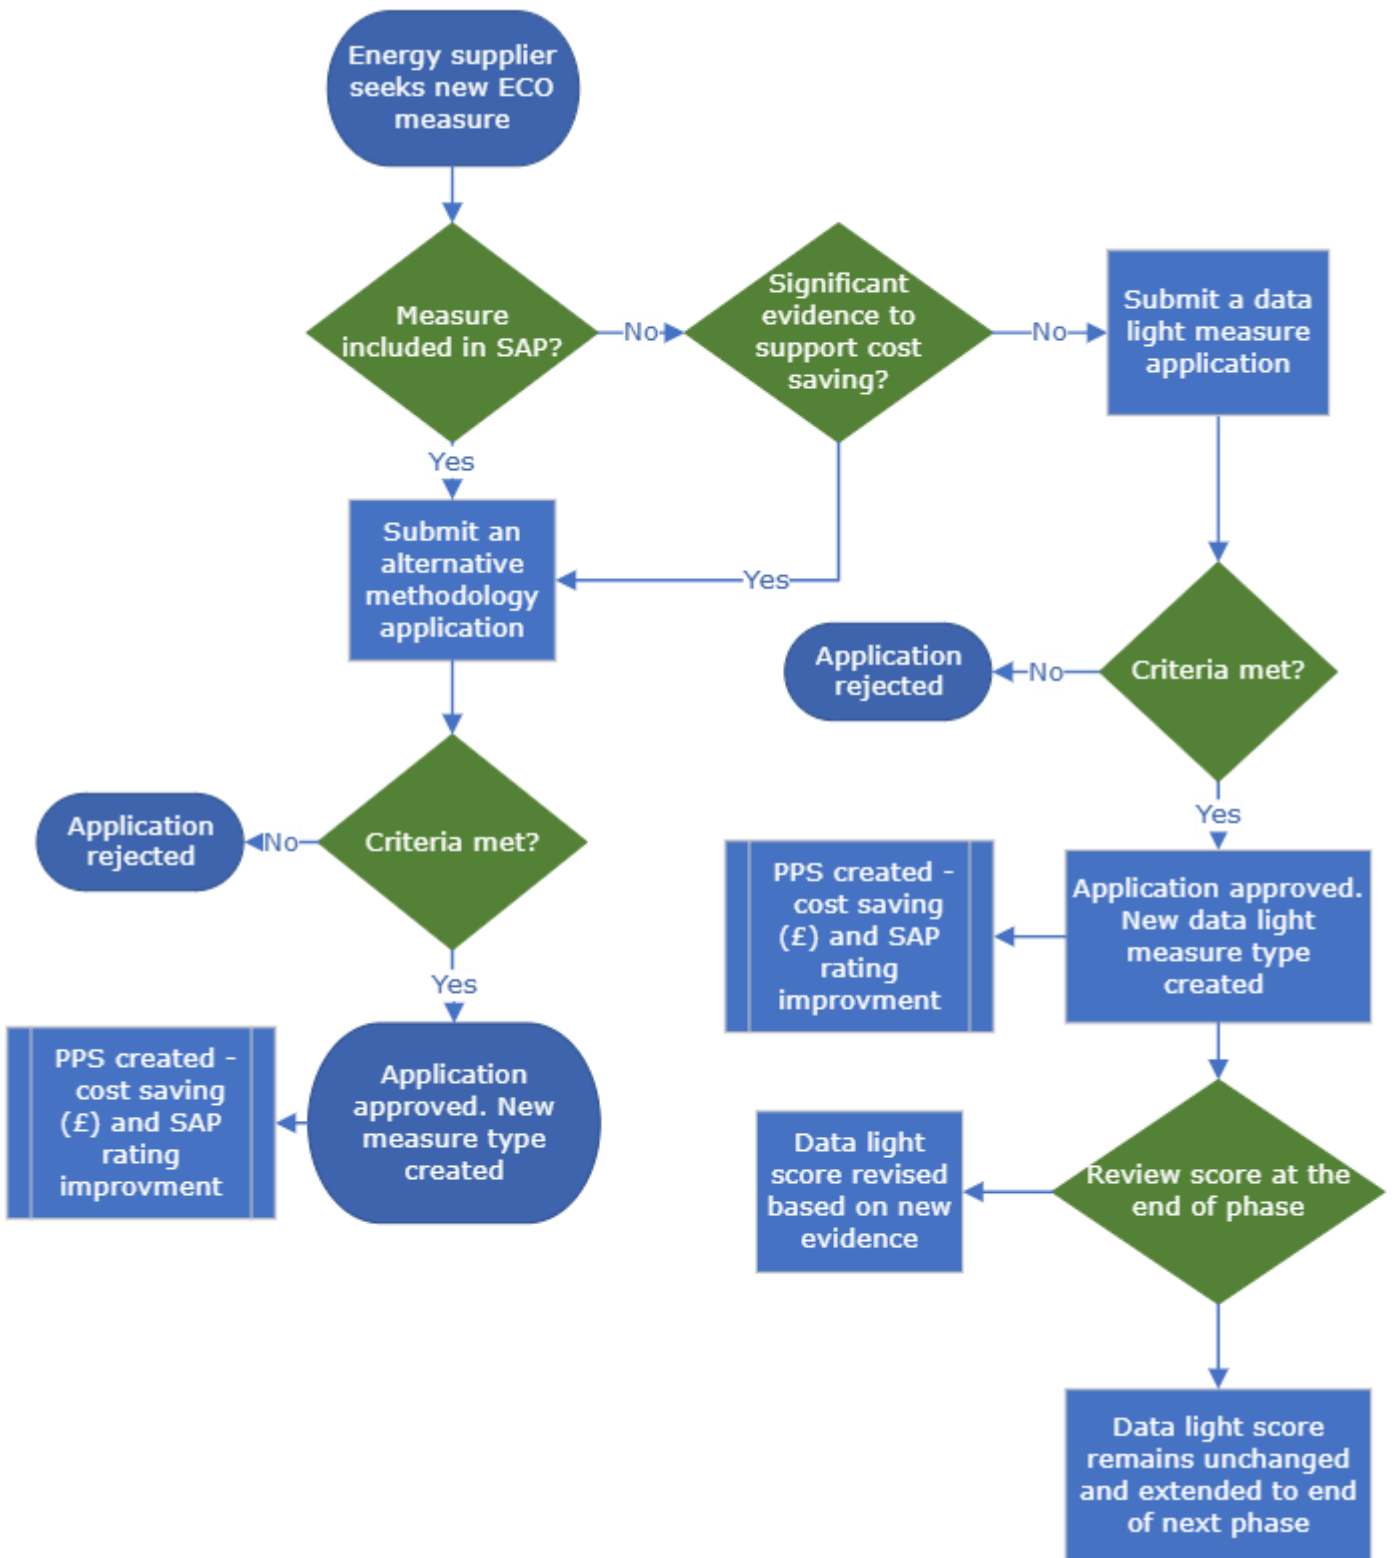 Energy supplier
seeks new ECO
measure
Measure
included in SAP?
No
Significant
evidence to
support cost
saving?
No
Submit a data
light measure
application
Yes
Submit an
alternative
methodology
application
Yes
Application
rejected
No
Criteria met?
Application
rejected
No
Criteria met?
Yes
PPS created -
cost saving
(£) and SAP
rating
improvment
Application approved.
New data light
measure type
created
Yes
PPS created -
cost saving
(£) and SAP
rating
improvment
Application
approved. New
measure type
created
Data light
score revised
based on new
evidence
Review score at the
end of phase
Data light score
remains unchanged
and extended to end
of next phase